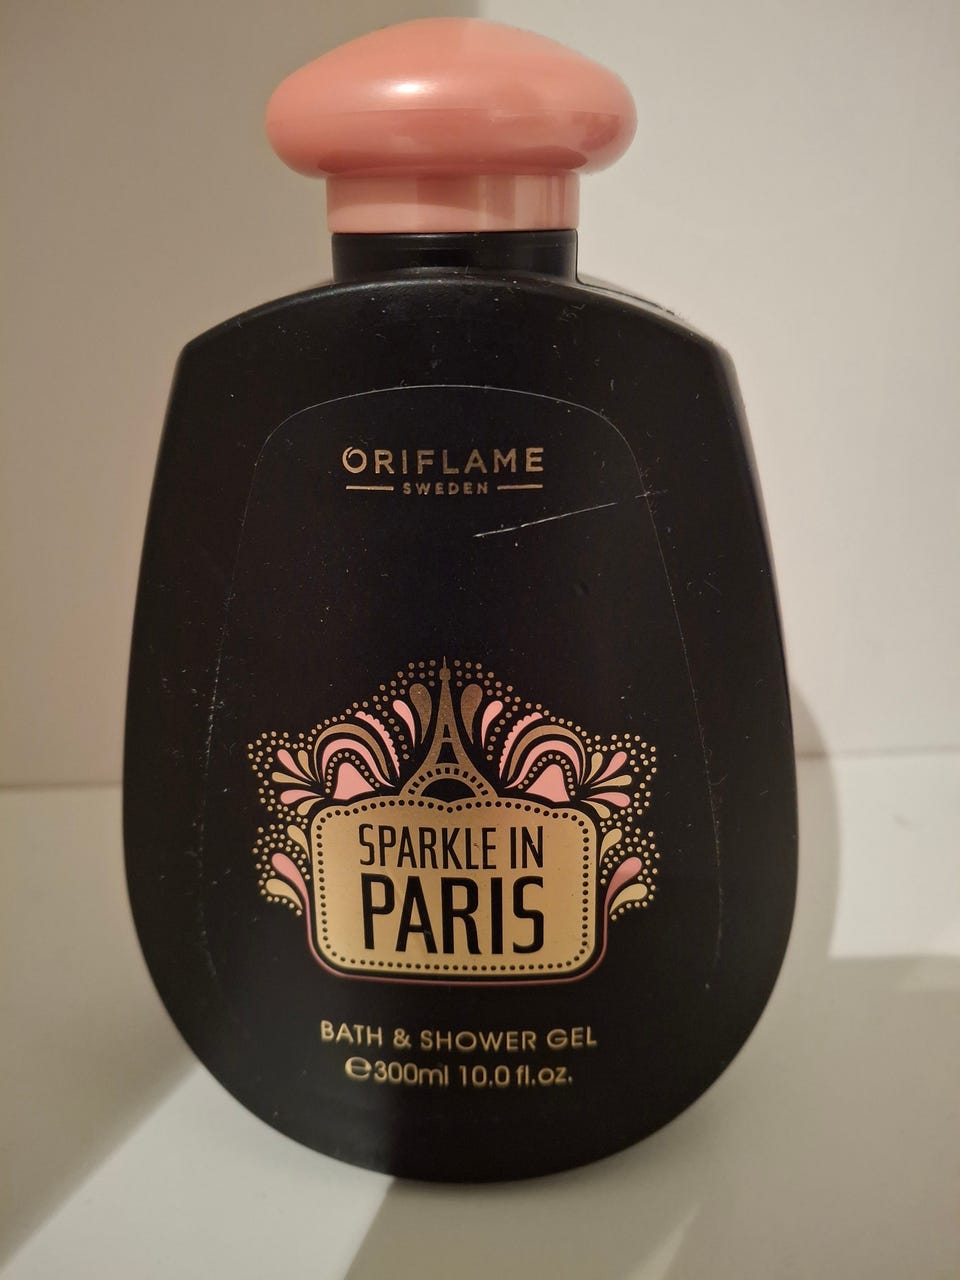 ORIFLAME
SWEDEN
SPARKLE IN
PARIS
BATH & SHOWER GEL
℮300ml 10.0 fl.oz.